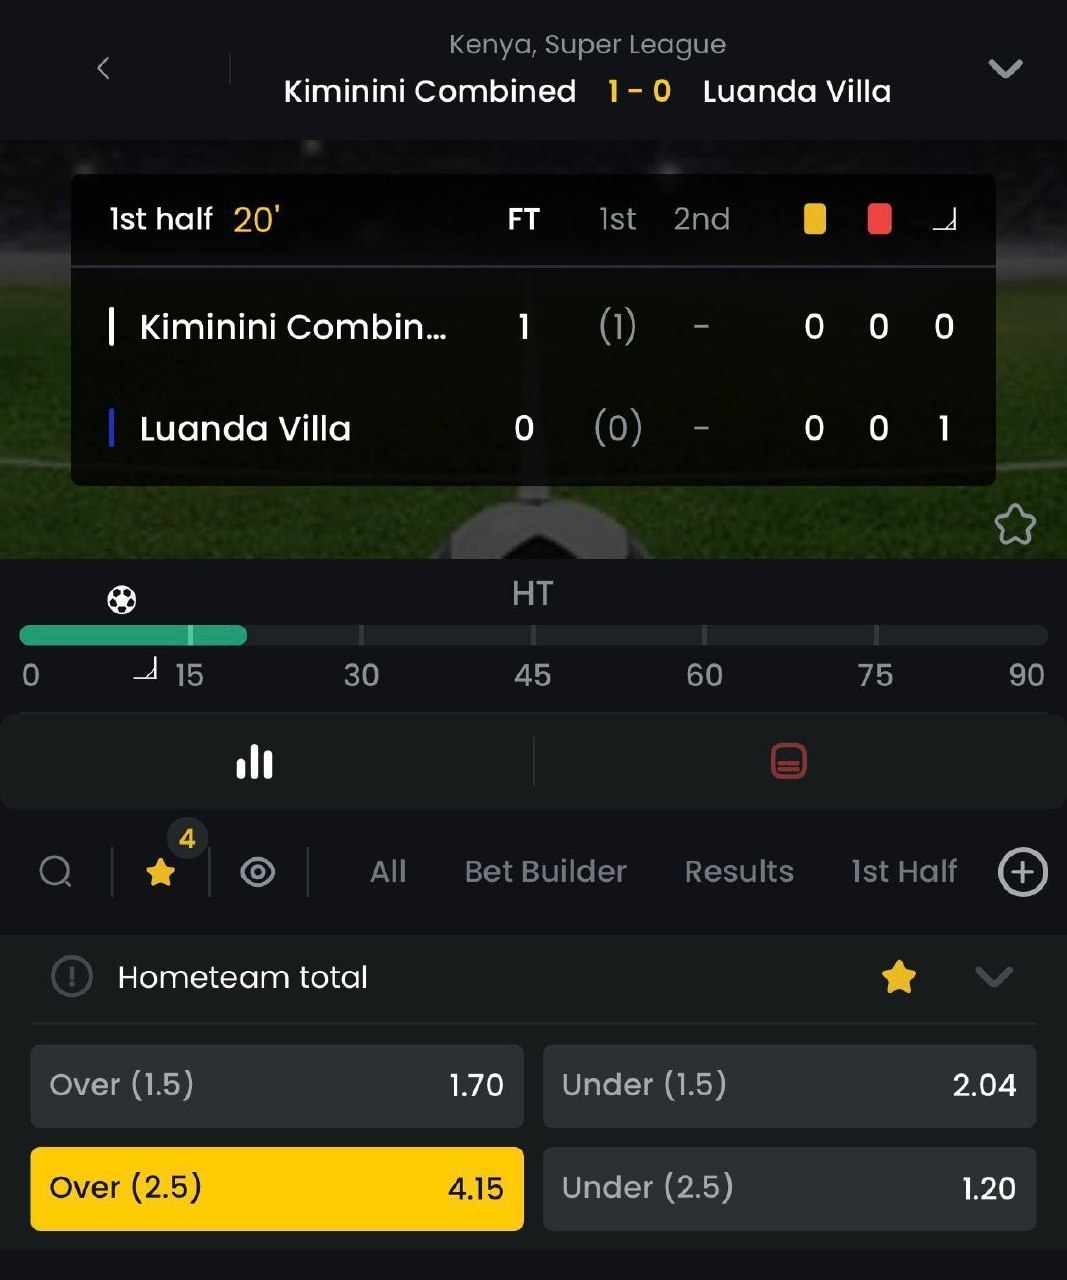 Kenya, Super League
Kiminini Combined 1 - 0 Luanda Villa
1st half 20' FT 1st 2nd
Kiminini Combin... 1 (1) - 0 0 0
Luanda Villa 0 (0) - 0 0 1
HT
0 15 30 45 60 75 90
4
All Bet Builder Results 1st Half
Hometeam total
Over (1.5) 1.70 Under (1.5) 2.04
Over (2.5) 4.15 Under (2.5) 1.20